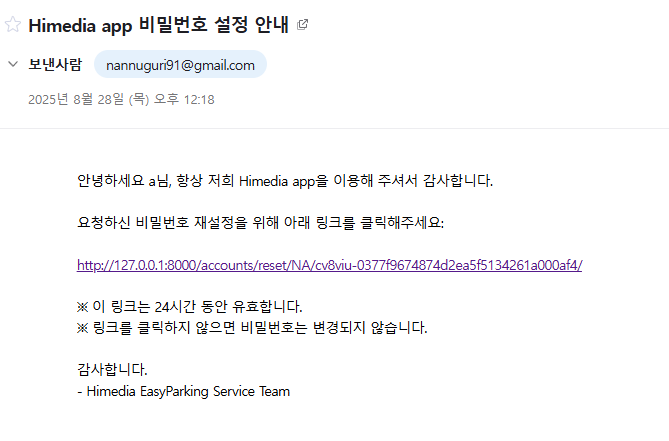 Himedia app 비밀번호 설정 안내
보낸사람 nannuguri91@gmail.com
2025년 8월 28일 (목) 오후 12:18
안녕하세요 a님, 항상 저희 Himedia app을 이용해 주셔서 감사합니다.
요청하신 비밀번호 재설정을 위해 아래 링크를 클릭해주세요:
http://127.0.0.1:8000/accounts/reset/NA/cv8viu-0377f9674874d2ea5f5134261a000af4/
※ 이 링크는 24시간 동안 유효합니다.
※ 링크를 클릭하지 않으면 비밀번호는 변경되지 않습니다.
감사합니다.
- Himedia EasyParking Service Team